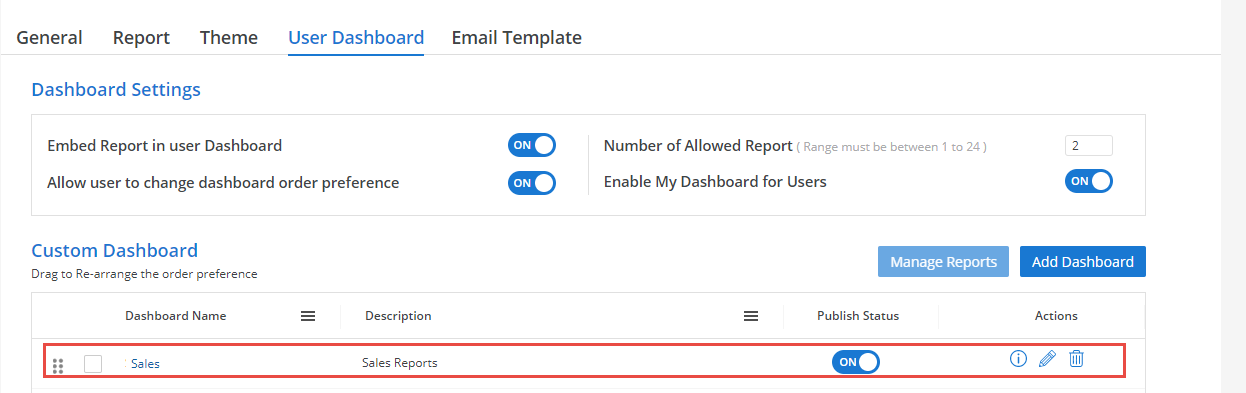 General Report Theme User Dashboard Email Template
Dashboard Settings
Embed Report in user Dashboard ON Number of Allowed Report ( Range must be between 1 to 24 ) 2
Allow user to change dashboard order preference ON Enable My Dashboard for Users ON
Custom Dashboard
Drag to Re-arrange the order preference
Manage Reports Add Dashboard
Dashboard Name Description Publish Status Actions
Sales Sales Reports ON